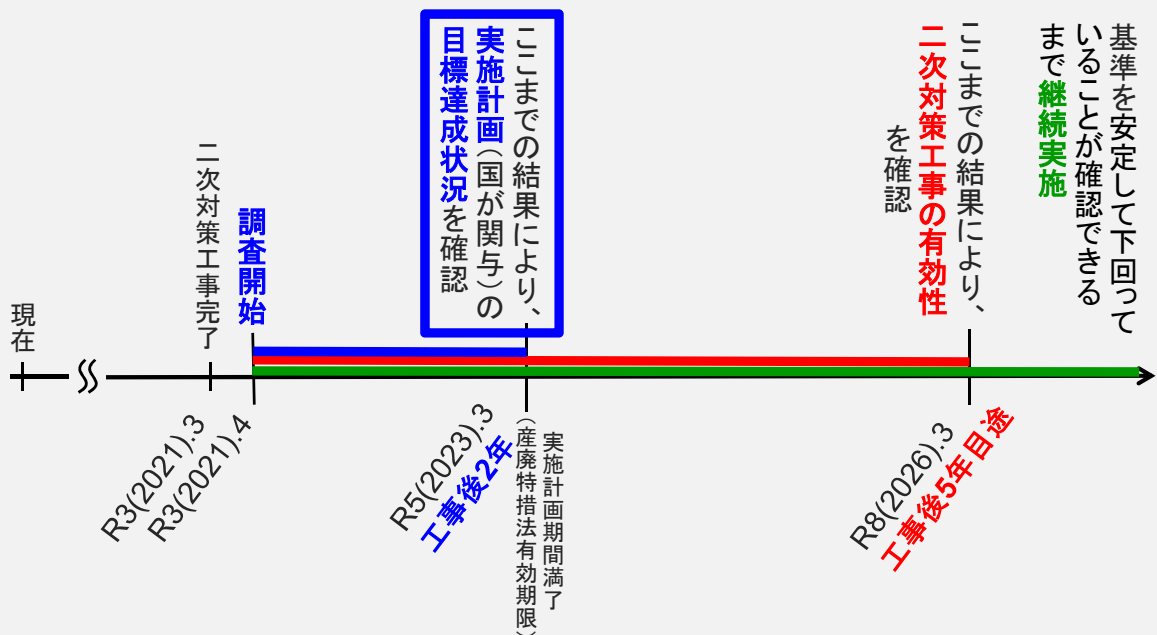 現在
二次対策工事完了
調査開始
ここまでの結果により、
実施計画（国が関与）の
目標達成状況を確認
ここまでの結果により、
二次対策工事の有効性
を確認
基準を安定して下回って
いることが確認できる
まで継続実施
R3(2021).3
R3(2021).4
R5(2023).3
工事後2年
実施計画期間満了
（産廃特措法有効期限）
R8(2026).3
工事後5年目途